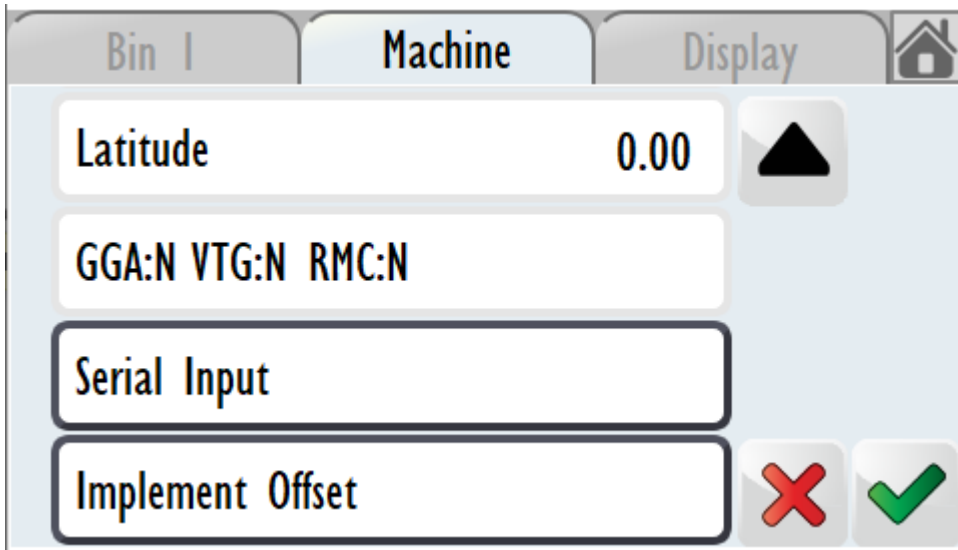 Bin 1 Machine Display
Latitude 0.00
GGA:N VTG:N RMC:N
Serial Input
Implement Offset